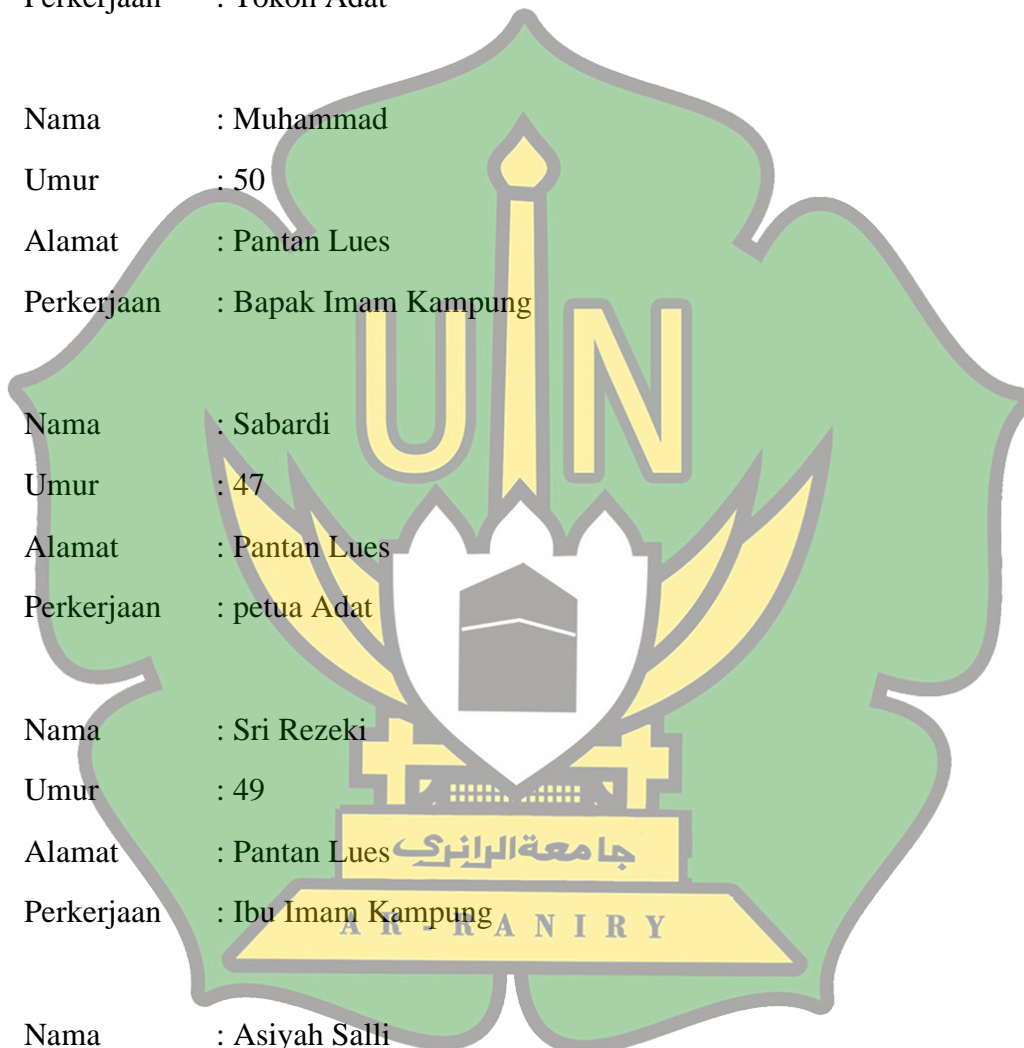 Perkerjaan : Tokoh Adat
Nama : Muhammad
Umur : 50
Alamat : Pantan Lues
Perkerjaan : Bapak Imam Kampung
UIN
Nama : Sabardi
Umur : 47
Alamat : Pantan Lues
Perkerjaan : petua Adat
Nama : Sri Rezeki
Umur : 49
Alamat : Pantan Lues
جامعةالرانري
Perkerjaan : Ibu Imam Kampung
AR-RANIRY
Nama : Asiyah Salli